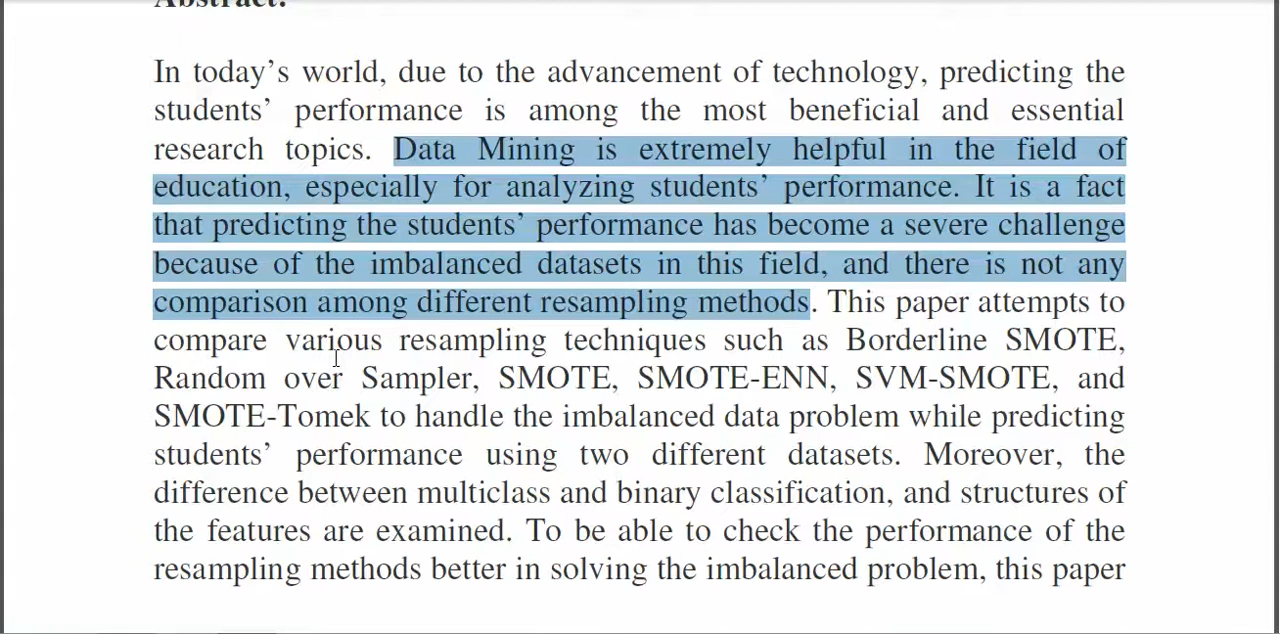 Abstract:
In today’s world, due to the advancement of technology, predicting the
students’ performance is among the most beneficial and essential
research topics. Data Mining is extremely helpful in the field of
education, especially for analyzing students’ performance. It is a fact
that predicting the students’ performance has become a severe challenge
because of the imbalanced datasets in this field, and there is not any
comparison among different resampling methods. This paper attempts to
compare various resampling techniques such as Borderline SMOTE,
Random over Sampler, SMOTE, SMOTE-ENN, SVM-SMOTE, and
SMOTE-Tomek to handle the imbalanced data problem while predicting
students’ performance using two different datasets. Moreover, the
difference between multiclass and binary classification, and structures of
the features are examined. To be able to check the performance of the
resampling methods better in solving the imbalanced problem, this paper